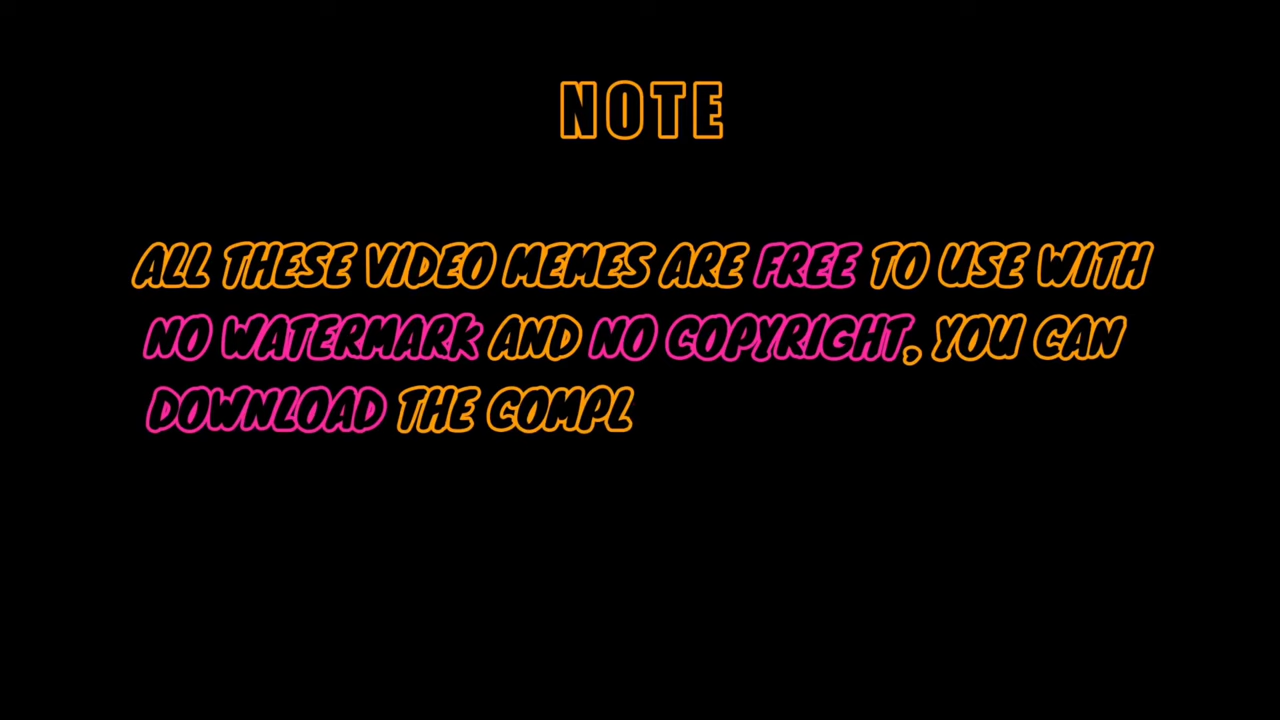 NOTE
ALL THESE VIDEO MEMES ARE FREE TO USE WITH
NO WATERMARK AND NO COPYRIGHT, YOU CAN
DOWNLOAD THE COMPL